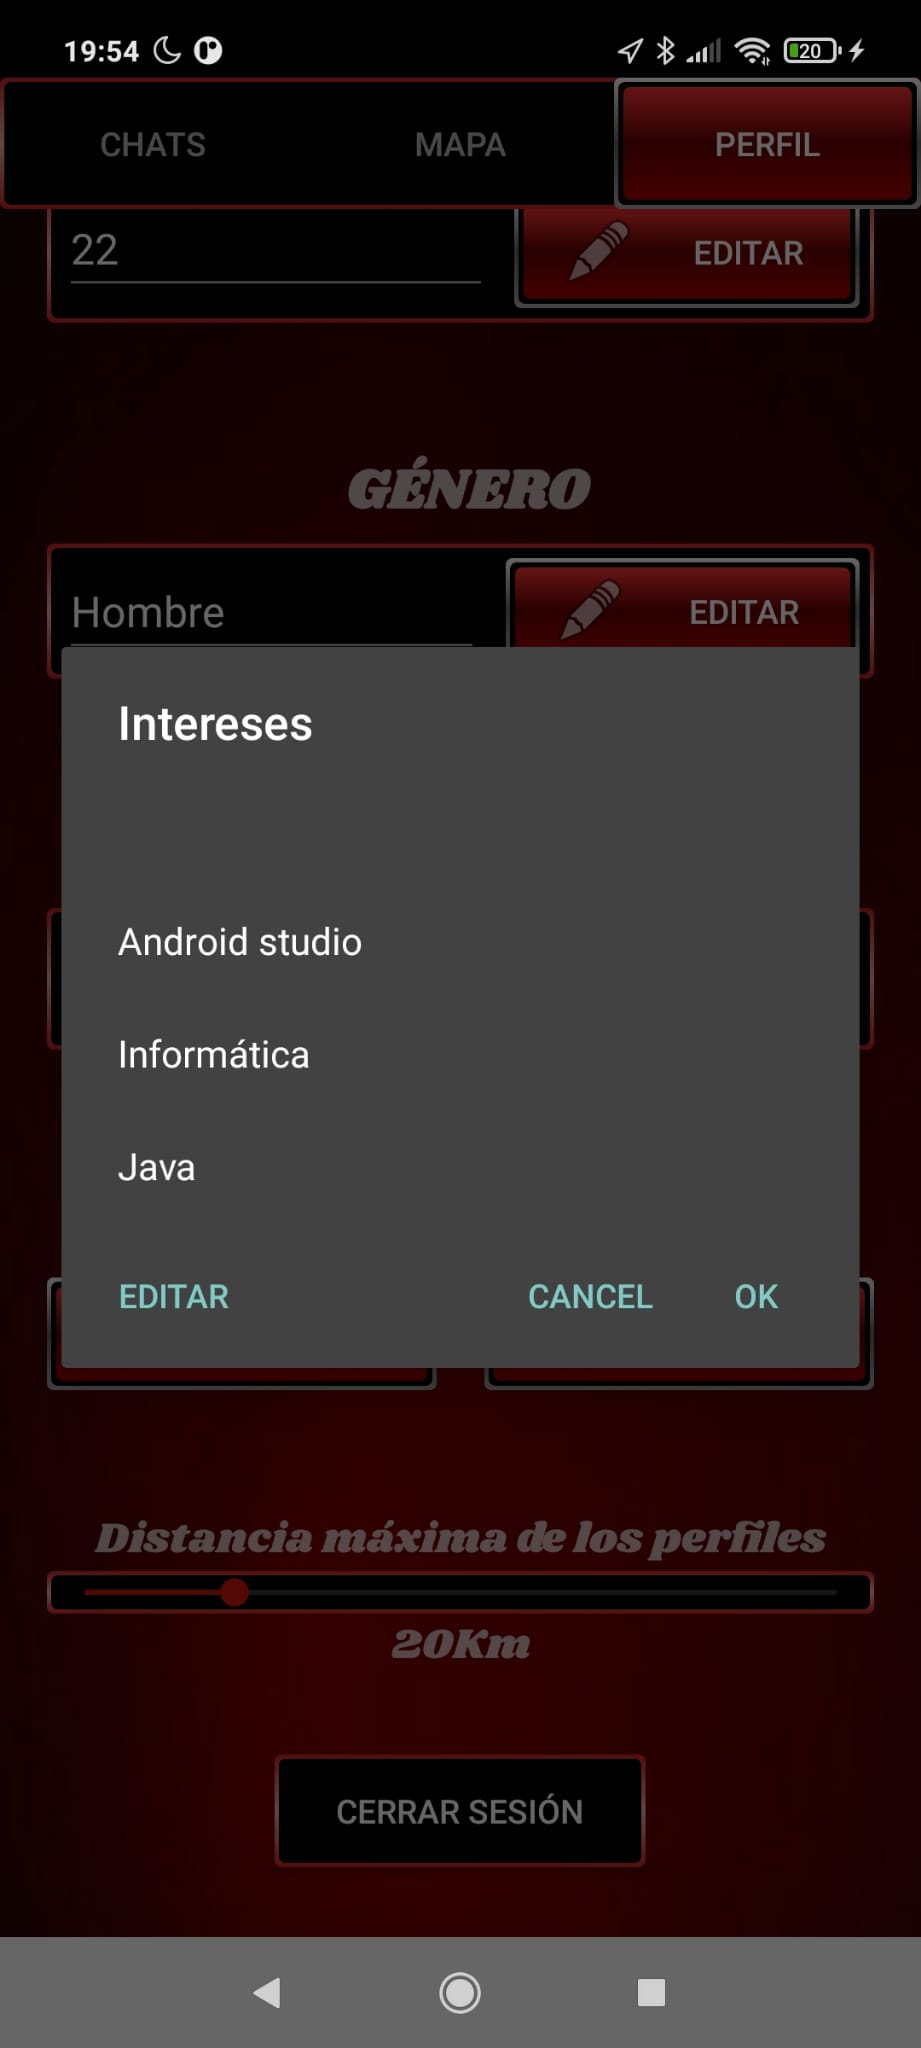 19:54
20
CHATS
MAPA
PERFIL
22
EDITAR
GÉNERO
Hombre
EDITAR
Intereses
Android studio
Informática
Java
EDITAR
CANCEL
OK
Distancia máxima de los perfiles
20Km
CERRAR SESIÓN